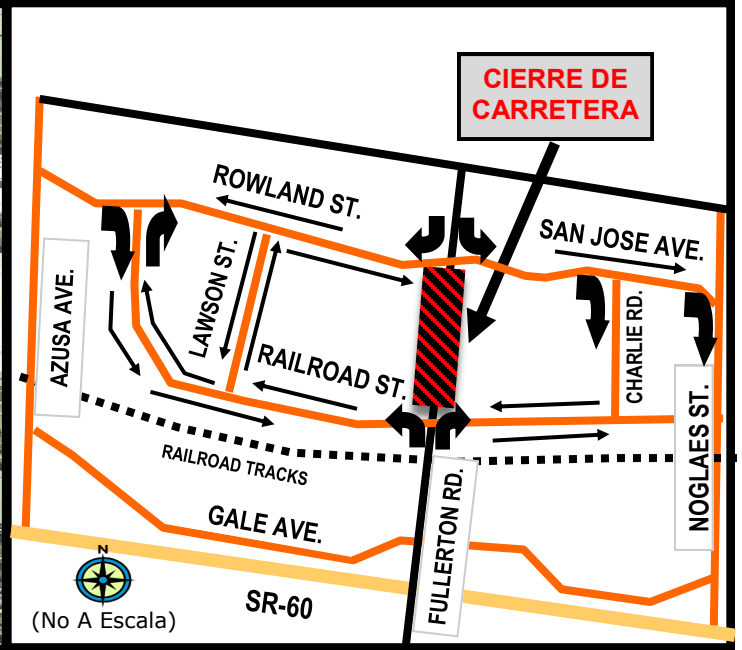 CIERRE DE
CARRETERA
ROWLAND ST.
SAN JOSE AVE.
AZUSA AVE.
LAWSON ST.
CHARLIE RD.
RAILROAD ST.
NOGLAES ST.
RAILROAD TRACKS
GALE AVE.
FULLERTON RD.
N
(No A Escala)
SR-60